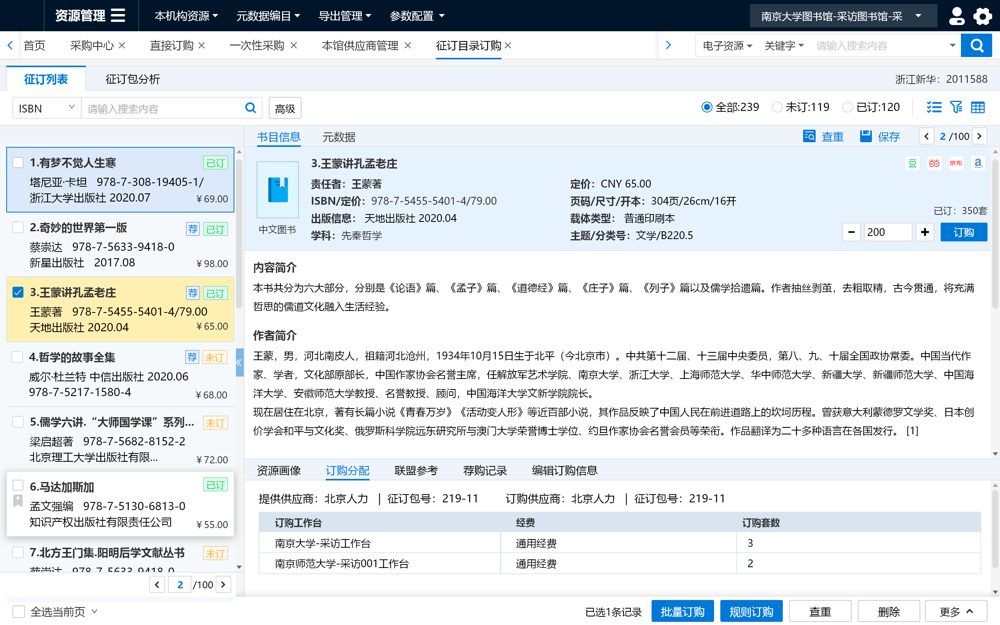 资源管理
本机构资源
元数据编目
导出管理
参数配置
南京大学图书馆-采访图书馆-采
首页
采购中心
直接订购
一次性采购
本馆供应商管理
征订目录订购
电子资源
关键字
请输入搜索内容
征订列表
征订包分析
浙江新华：2011588
ISBN
请输入搜索内容
高级
全部:239
未订:119
已订:120
1.有梦不觉人生寒
已订
塔尼亚·卡坦 978-7-308-19405-1/
浙江大学出版社 2020.07
￥69.00
2.奇妙的世界第一版
荐 已订
蔡崇达 978-7-5633-9418-0
新星出版社 2017.08
￥98.00
3.王蒙讲孔孟老庄
荐 已订
王蒙著 978-7-5455-5401-4/79.00
天地出版社 2020.04
￥65.00
4.哲学的故事全集
荐 未订
威尔·杜兰特 中信出版社 2020.06
978-7-5217-1580-4
￥68.00
5.儒学六讲.“大师国学课”系列...
未订
梁启超著 978-7-5682-8152-2
北京理工大学出版社有限...
￥72.00
6.马达加斯加
已订
孟文强编 978-7-5130-6813-0
知识产权出版社有限责任公司
￥55.00
7.北方王门集.阳明后学文献丛书
未订
蔡崇达 978-7-5633-9418-0
2 /100
书目信息
元数据
查重
保存
2 /100
中文图书
3.王蒙讲孔孟老庄
豆
当当
京东
a
责任者：王蒙著
定价：CNY 65.00
ISBN/定价：978-7-5455-5401-4/79.00
页码/尺寸/开本：304页/26cm/16开
出版信息： 天地出版社 2020.04
载体类型： 普通印刷本
学科：先秦哲学
主题/分类号：文学/B220.5
已订：350套
200
订购
内容简介
本书共分为六大部分，分别是《论语》篇、《孟子》篇、《道德经》篇、《庄子》篇、《列子》篇以及儒学拾遗篇。作者抽丝剥茧，去粗取精，古今贯通，将充满
哲思的儒道文化融入生活经验。
作者简介
王蒙，男，河北南皮人，祖籍河北沧州，1934年10月15日生于北平（今北京市）。中共第十二届、十三届中央委员，第八、九、十届全国政协常委。中国当代作
家、学者，文化部原部长，中国作家协会名誉主席，任解放军艺术学院、南京大学、浙江大学、上海师范大学、华中师范大学、新疆大学、新疆师范大学、中国海
洋大学、安徽师范大学教授、名誉教授、顾问，中国海洋大学文新学院院长。
现在居住在北京，著有长篇小说《青春万岁》《活动变人形》等近百部小说，其作品反映了中国人民在前进道路上的坎坷历程。曾获意大利蒙德罗文学奖、日本创
价学会和平与文化奖、俄罗斯科学院远东研究所与澳门大学荣誉博士学位、约旦作家协会名誉会员等荣衔。作品翻译为二十多种语言在各国发行。 [1]
资源画像
订购分配
联盟参考
荐购记录
编辑订购信息
提供供应商：北京人力 | 征订包号：219-11 订购供应商：北京人力 | 征订包号：219-11
订购工作台 经费 订购套数
南京大学-采访工作台 通用经费 3
南京师范大学-采访001工作台 通用经费 2
全选当前页
已选1条记录
批量订购
规则订购
查重
删除
更多